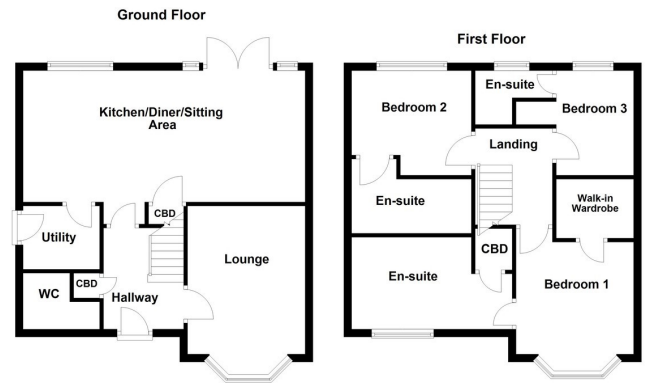 Ground Floor
Kitchen/Diner/Sitting
Area
CBD
Utility
Lounge
WC
CBD
Hallway
First Floor
En-suite
Bedroom 2
Bedroom 3
Landing
En-suite
Walk-in
Wardrobe
CBD
En-suite
Bedroom 1